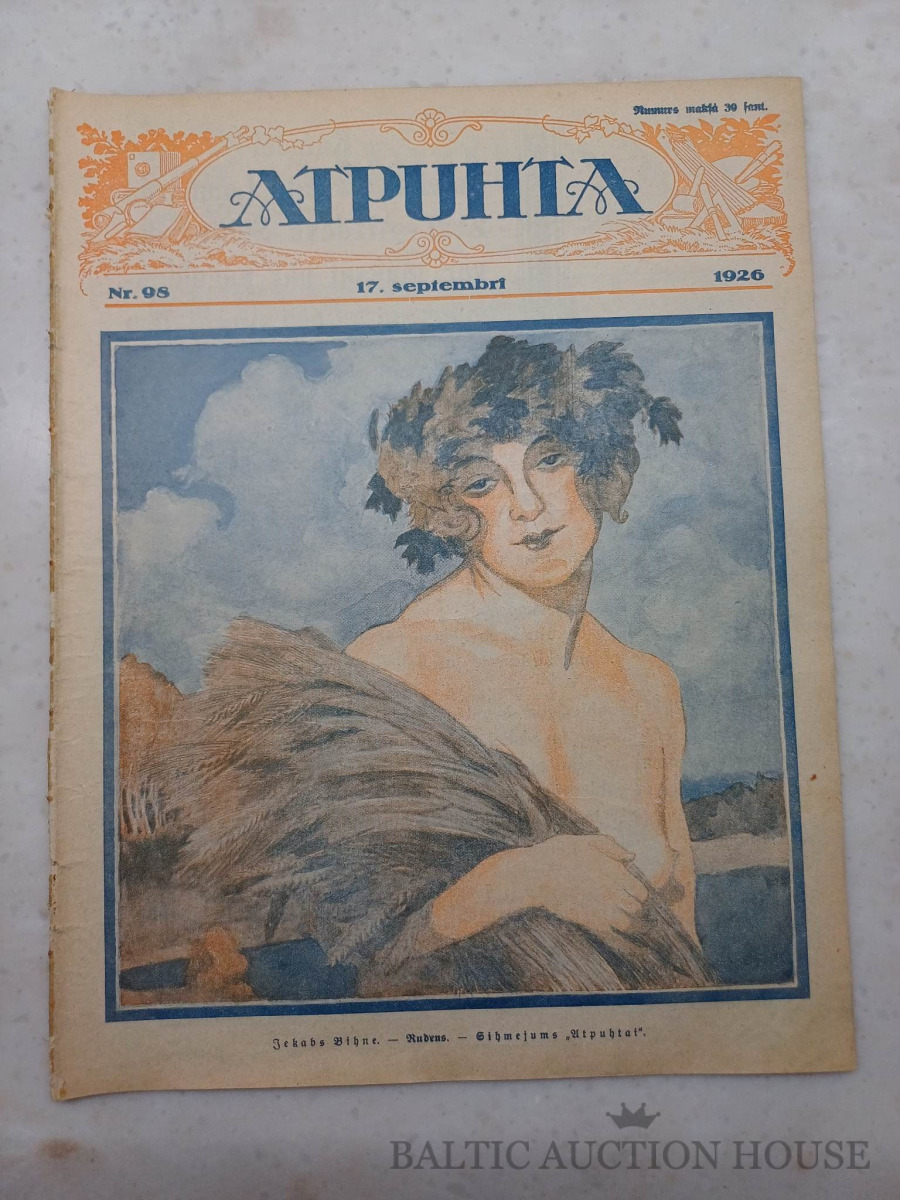 Numurs maksā 30 sant.
ATPUHTA
Nr. 98 17. septembrī 1926
Jekabs Bihne. — Rudens. — Sihmejums „Atpuhtai“.
BALTIC AUCTION HOUSE